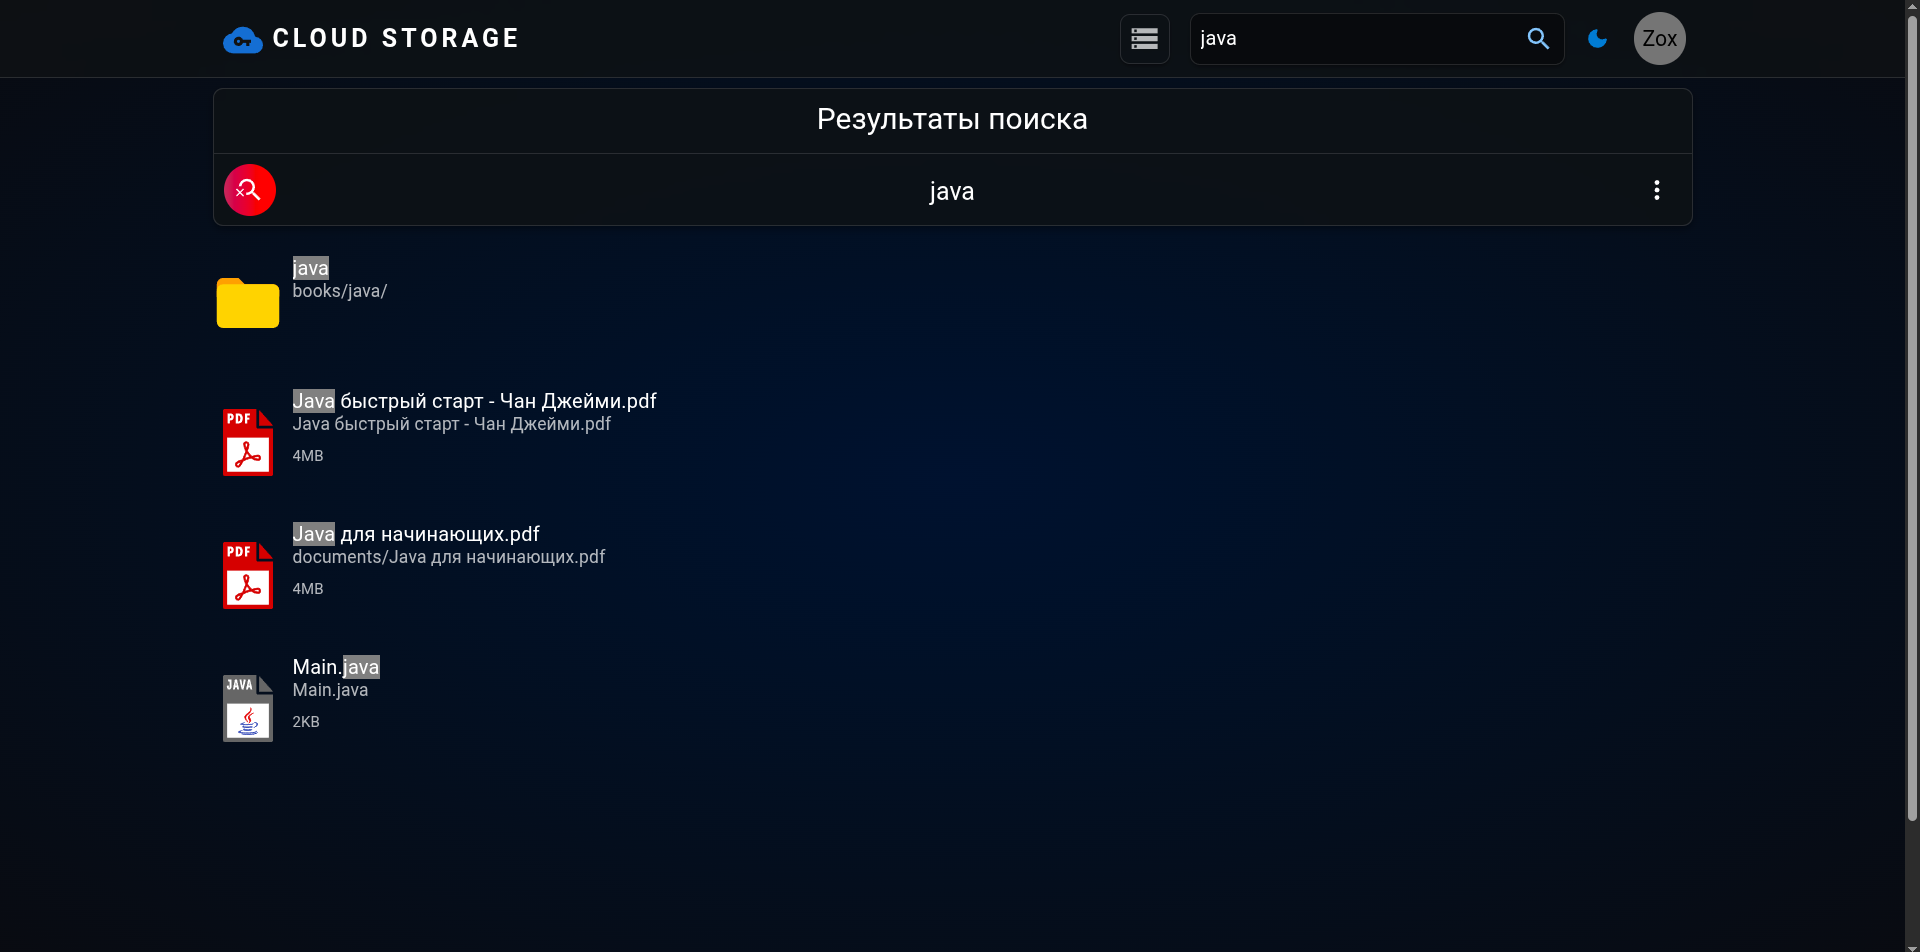 CLOUD STORAGE
java
Zox
Результаты поиска
java
java
books/java/
PDF
Java быстрый старт - Чан Джейми.pdf
Java быстрый старт - Чан Джейми.pdf
4MB
PDF
Java для начинающих.pdf
documents/Java для начинающих.pdf
4MB
JAVA
Main.java
Main.java
2KB